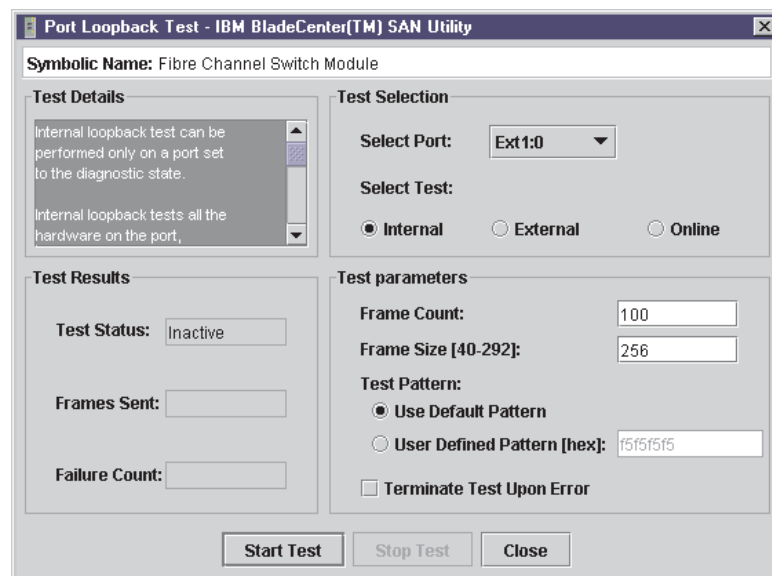 Port Loopback Test - IBM BladeCenter(TM) SAN Utility
Symbolic Name: Fibre Channel Switch Module
Test Details
Internal loopback test can be
performed only on a port set
to the diagnostic state.
Internal loopback tests all the
hardware on the port,
Test Selection
Select Port: Ext1:0
Select Test:
Internal External Online
Test Results
Test Status: Inactive
Frames Sent:
Failure Count:
Test parameters
Frame Count: 100
Frame Size [40-292]: 256
Test Pattern:
Use Default Pattern
User Defined Pattern [hex]: f5f5f5f5
Terminate Test Upon Error
Start Test Stop Test Close